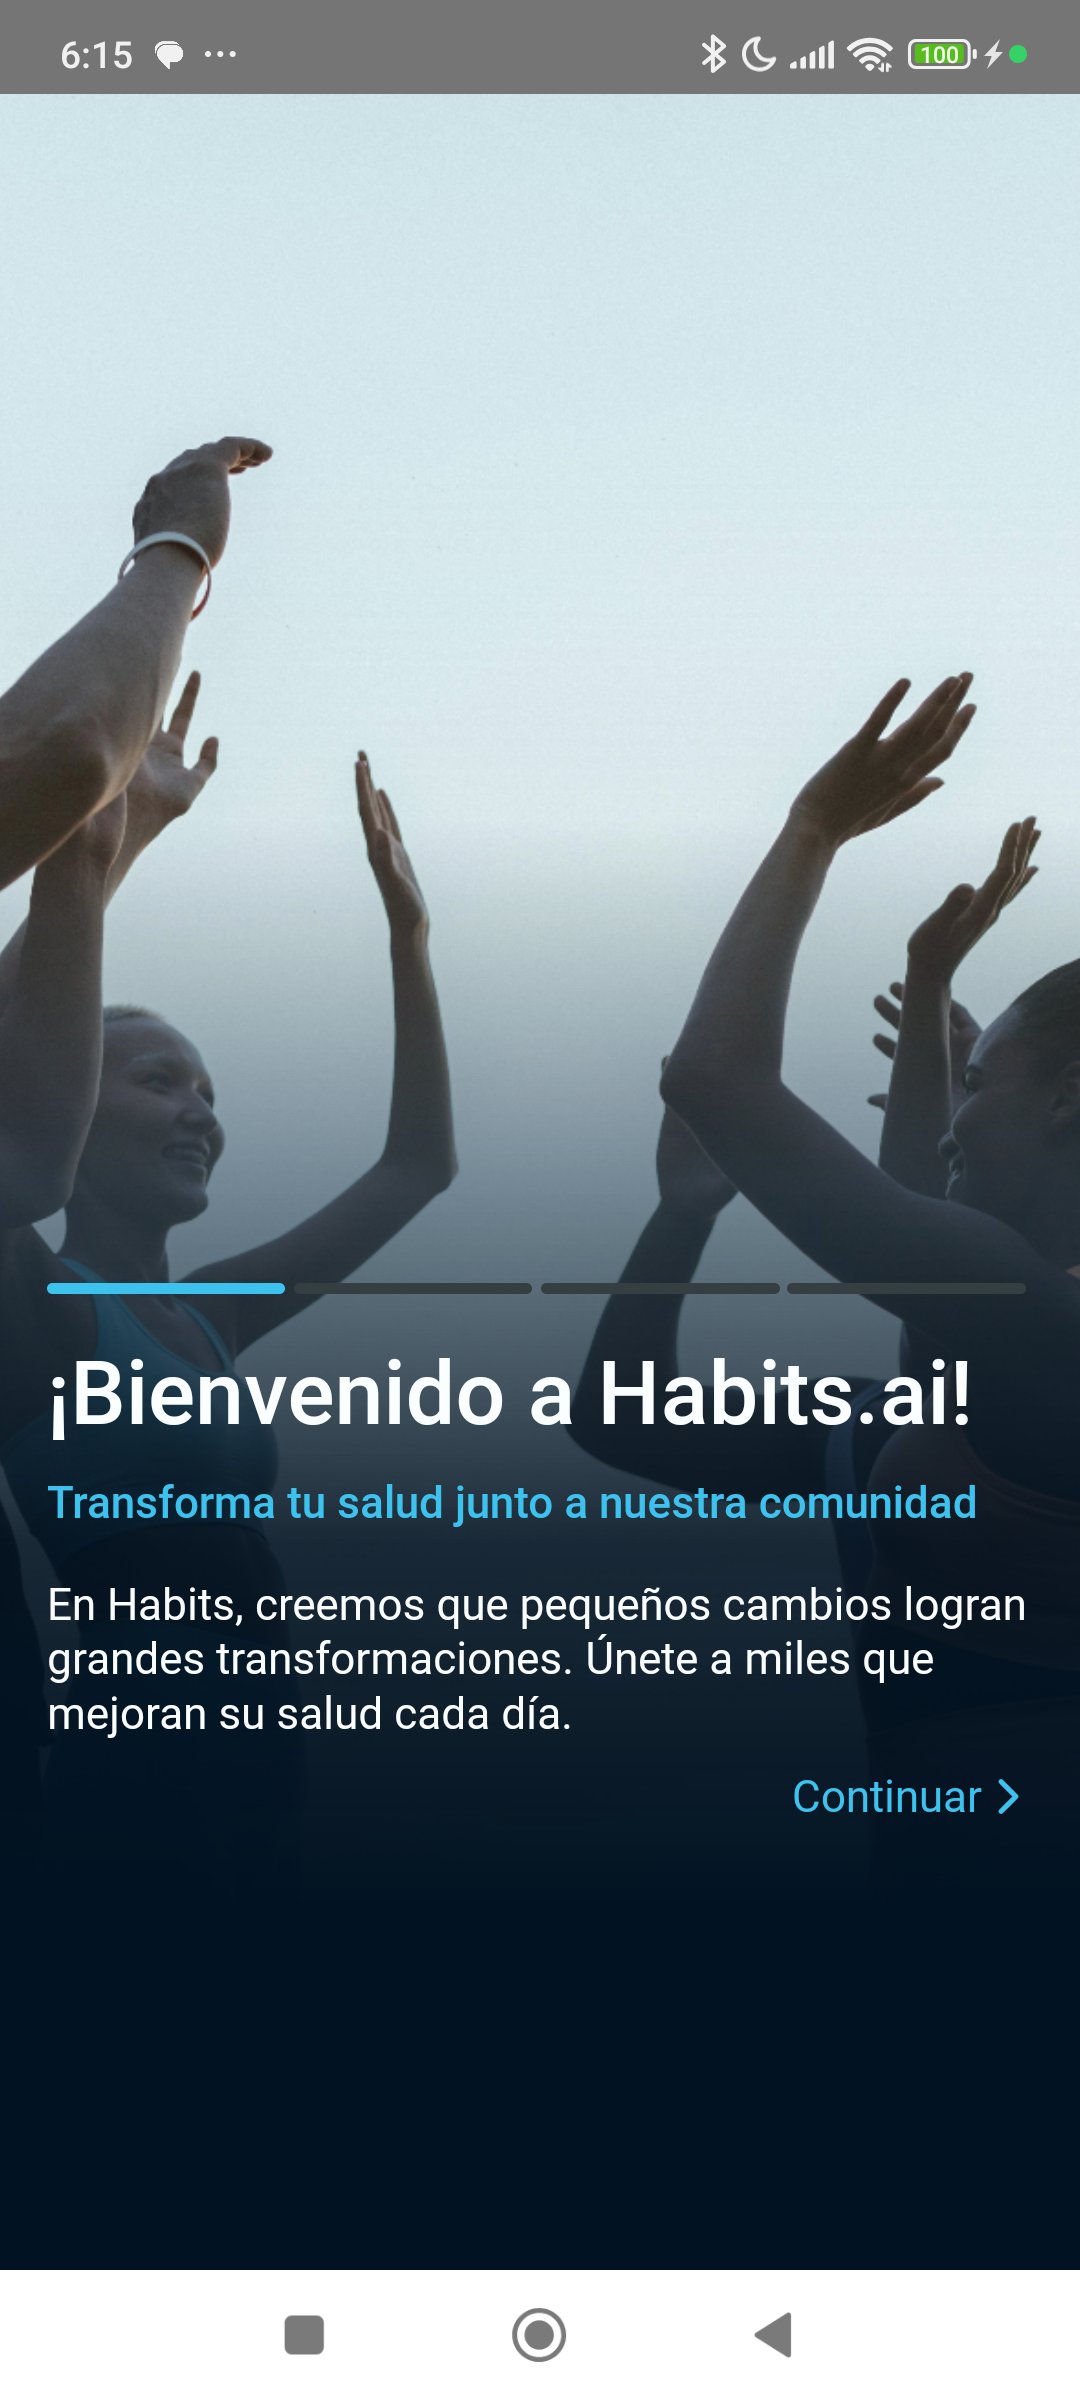 6:15
100
¡Bienvenido a Habits.ai!
Transforma tu salud junto a nuestra comunidad
En Habits, creemos que pequeños cambios logran
grandes transformaciones. Únete a miles que
mejoran su salud cada día.
Continuar